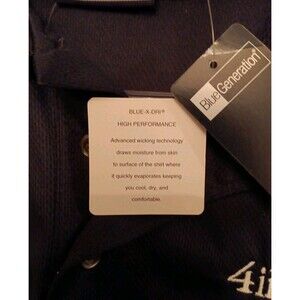 BlueGeneration®
BLUE-X-DRI®
HIGH PERFORMANCE
Advanced wicking technology
draws moisture from skin
to surface of the shirt where
it quickly evaporates keeping
you cool, dry, and
comfortable.